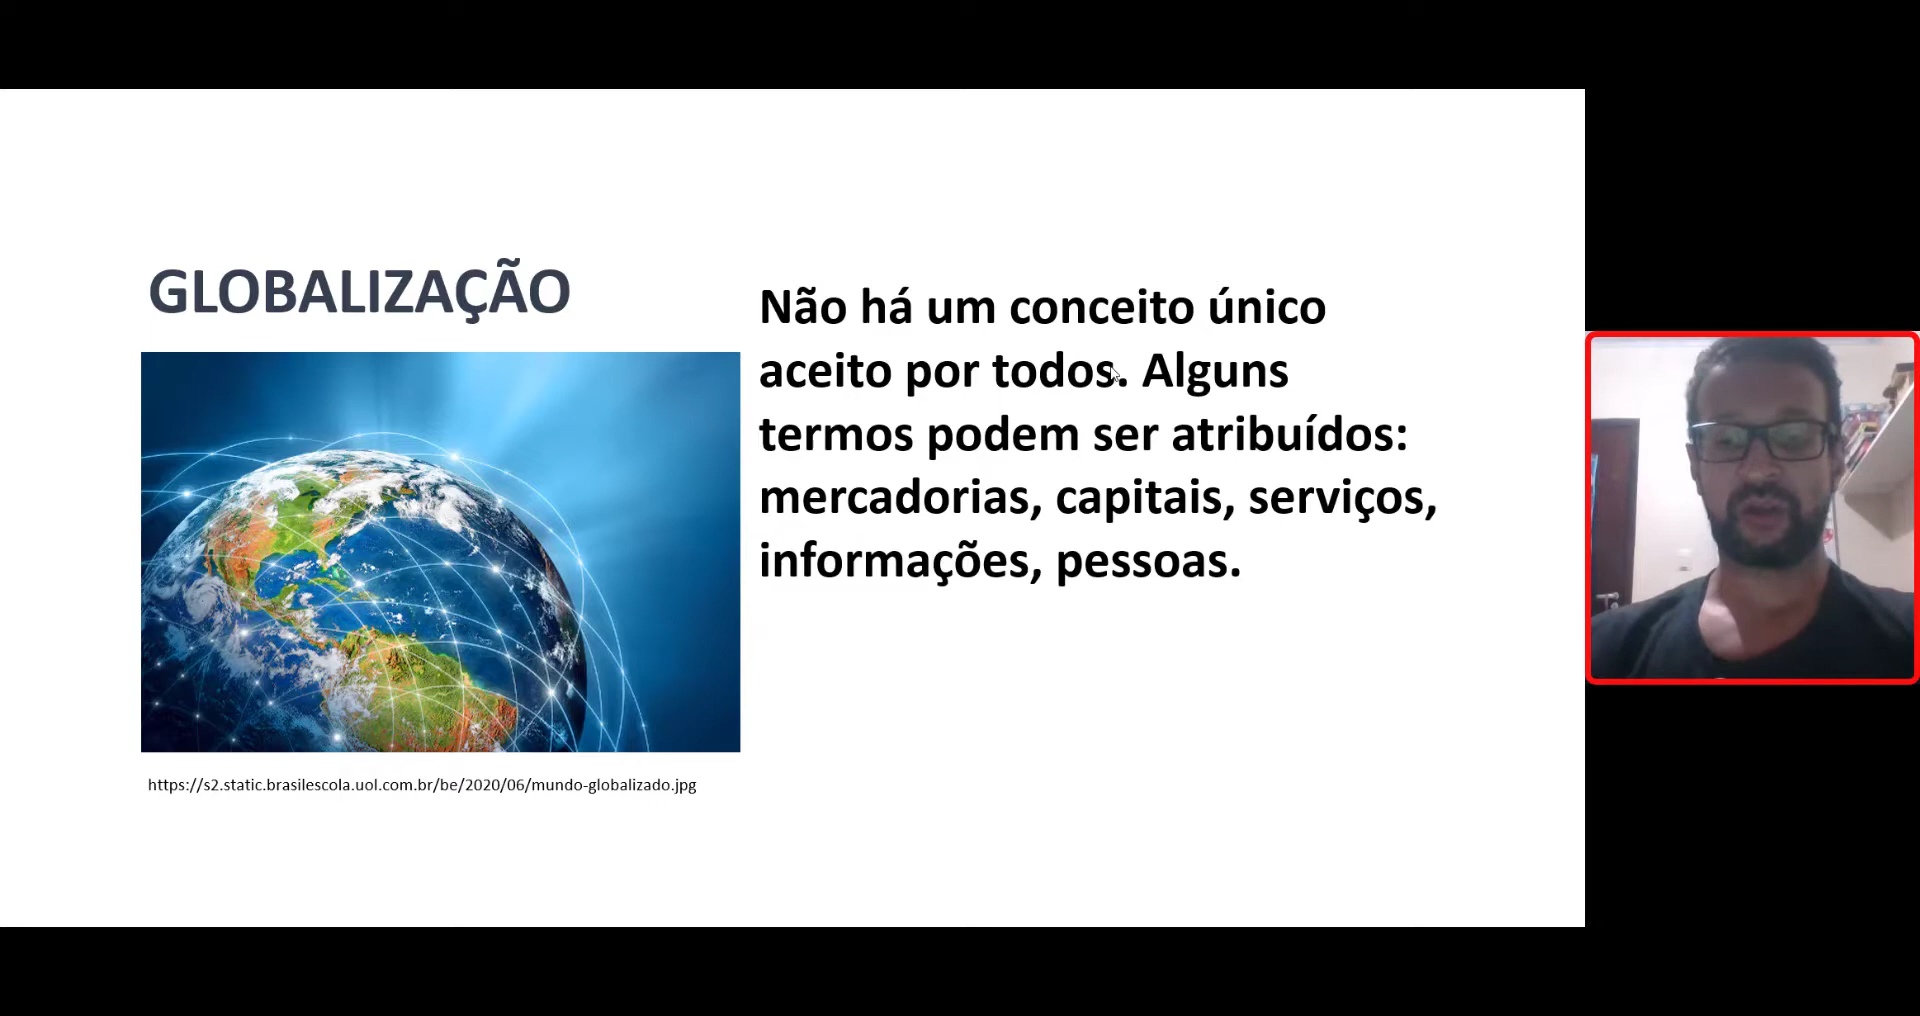 GLOBALIZAÇÃO
Não há um conceito único
aceito por todos. Alguns
termos podem ser atribuídos:
mercadorias, capitais, serviços,
informações, pessoas.
https://s2.static.brasilescola.uol.com.br/be/2020/06/mundo-globalizado.jpg